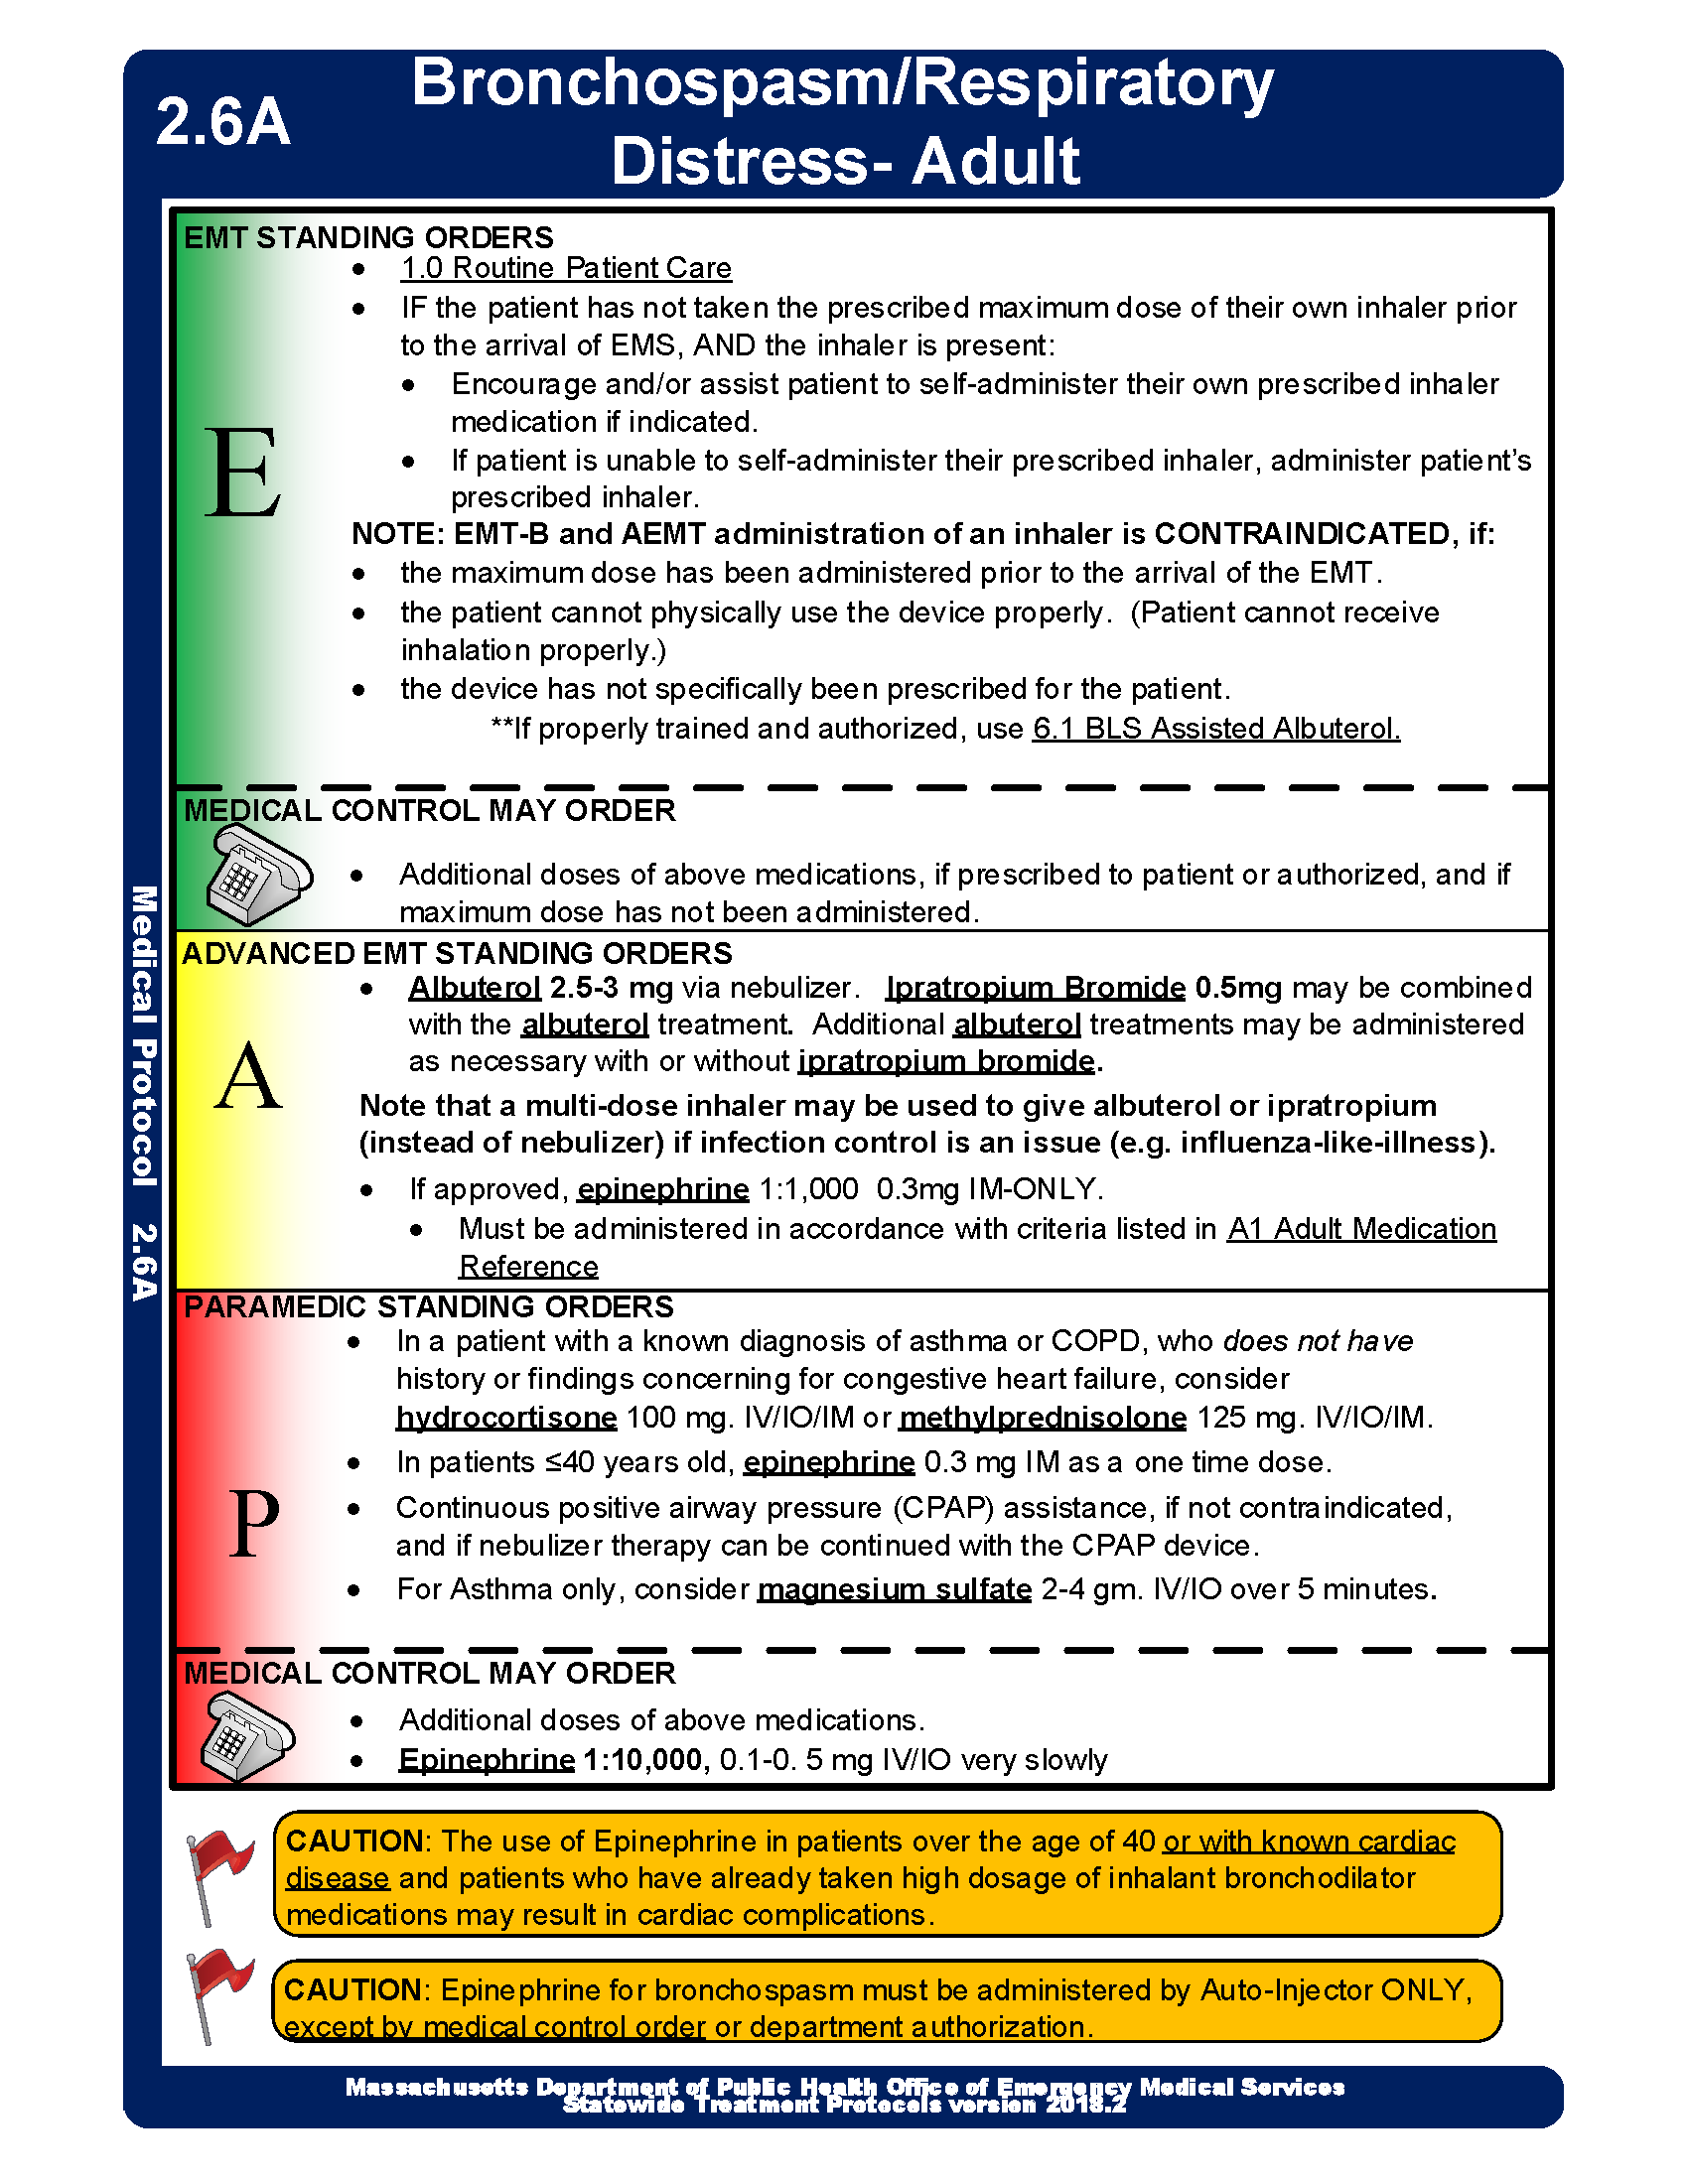 2.6A
Bronchospasm/Respiratory
Distress- Adult
EMT STANDING ORDERS
• 1.0 Routine Patient Care
• IF the patient has not taken the prescribed maximum dose of their own inhaler prior
to the arrival of EMS, AND the inhaler is present:
• Encourage and/or assist patient to self-administer their own prescribed inhaler
medication if indicated.
• If patient is unable to self-administer their prescribed inhaler, administer patient's
prescribed inhaler.
E
NOTE: EMT-B and AEMT administration of an inhaler is CONTRAINDICATED, if:
• the maximum dose has been administered prior to the arrival of the EMT.
• the patient cannot physically use the device properly. (Patient cannot receive
inhalation properly.)
• the device has not specifically been prescribed for the patient.
**If properly trained and authorized, use 6.1 BLS Assisted Albuterol.
MEDICAL CONTROL MAY ORDER
• Additional doses of above medications, if prescribed to patient or authorized, and if
maximum dose has not been administered.
ADVANCED EMT STANDING ORDERS
• Albuterol 2.5-3 mg via nebulizer. Ipratropium Bromide 0.5mg may be combined
with the albuterol treatment. Additional albuterol treatments may be administered
as necessary with or without ipratropium bromide.
A
Note that a multi-dose inhaler may be used to give albuterol or ipratropium
(instead of nebulizer) if infection control is an issue (e.g. influenza-like-illness).
• If approved, epinephrine 1:1,000 0.3mg IM-ONLY.
• Must be administered in accordance with criteria listed in A1 Adult Medication
Reference
PARAMEDIC STANDING ORDERS
• In a patient with a known diagnosis of asthma or COPD, who does not have
history or findings concerning for congestive heart failure, consider
hydrocortisone 100 mg. IV/IO/IM or methylprednisolone 125 mg. IV/IO/IM.
• In patients ≤40 years old, epinephrine 0.3 mg IM as a one time dose.
P
• Continuous positive airway pressure (CPAP) assistance, if not contraindicated,
and if nebulizer therapy can be continued with the CPAP device.
• For Asthma only, consider magnesium sulfate 2-4 gm. IV/IO over 5 minutes.
MEDICAL CONTROL MAY ORDER
• Additional doses of above medications.
• Epinephrine 1:10,000, 0.1-0. 5 mg IV/IO very slowly
CAUTION: The use of Epinephrine in patients over the age of 40 or with known cardiac
disease and patients who have already taken high dosage of inhalant bronchodilator
medications may result in cardiac complications.
CAUTION: Epinephrine for bronchospasm must be administered by Auto-Injector ONLY,
except by medical control order or department authorization.
Medical Protocol 2.6A
Massachusetts Department of Public Health Office of Emergency Medical Services
Statewide Treatment Protocols version 2018.2